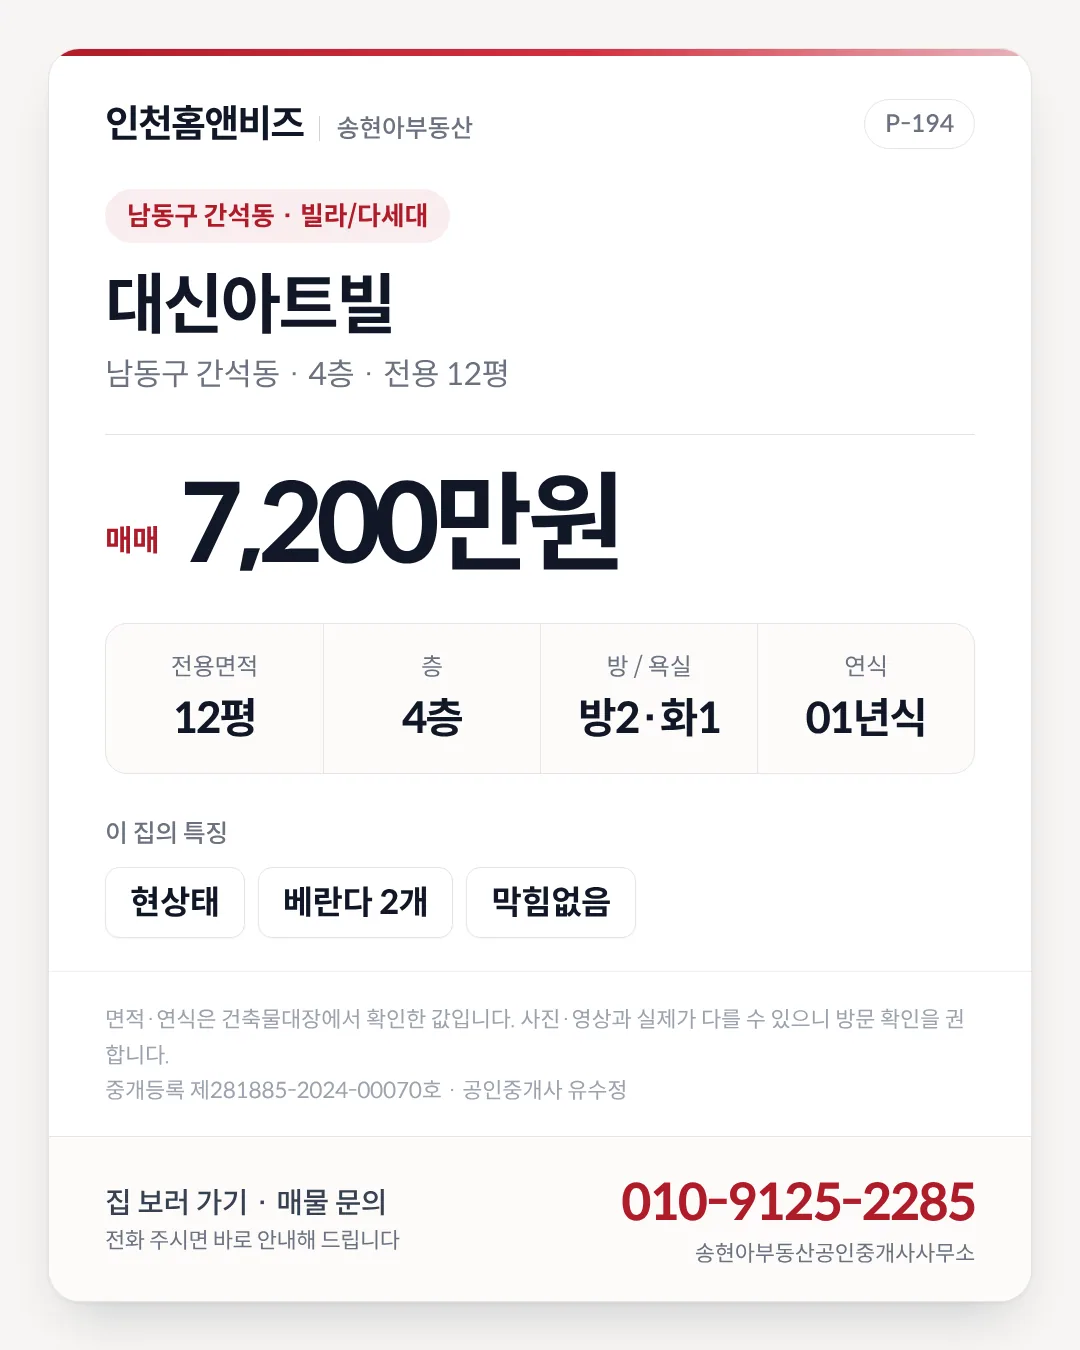 인천홈앤비즈 | 송현아부동산
P-194
남동구 간석동 · 빌라/다세대
대신아트빌
남동구 간석동 · 4층 · 전용 12평
매매 7,200만원
전용면적 층 방 / 욕실 연식
12평 4층 방2·화1 01년식
이 집의 특징
현상태 베란다 2개 막힘없음
면적·연식은 건축물대장에서 확인한 값입니다. 사진·영상과 실제가 다를 수 있으니 방문 확인을 권
합니다.
중개등록 제281885-2024-00070호 · 공인중개사 유수정
집 보러 가기 · 매물 문의
전화 주시면 바로 안내해 드립니다
010-9125-2285
송현아부동산공인중개사사무소